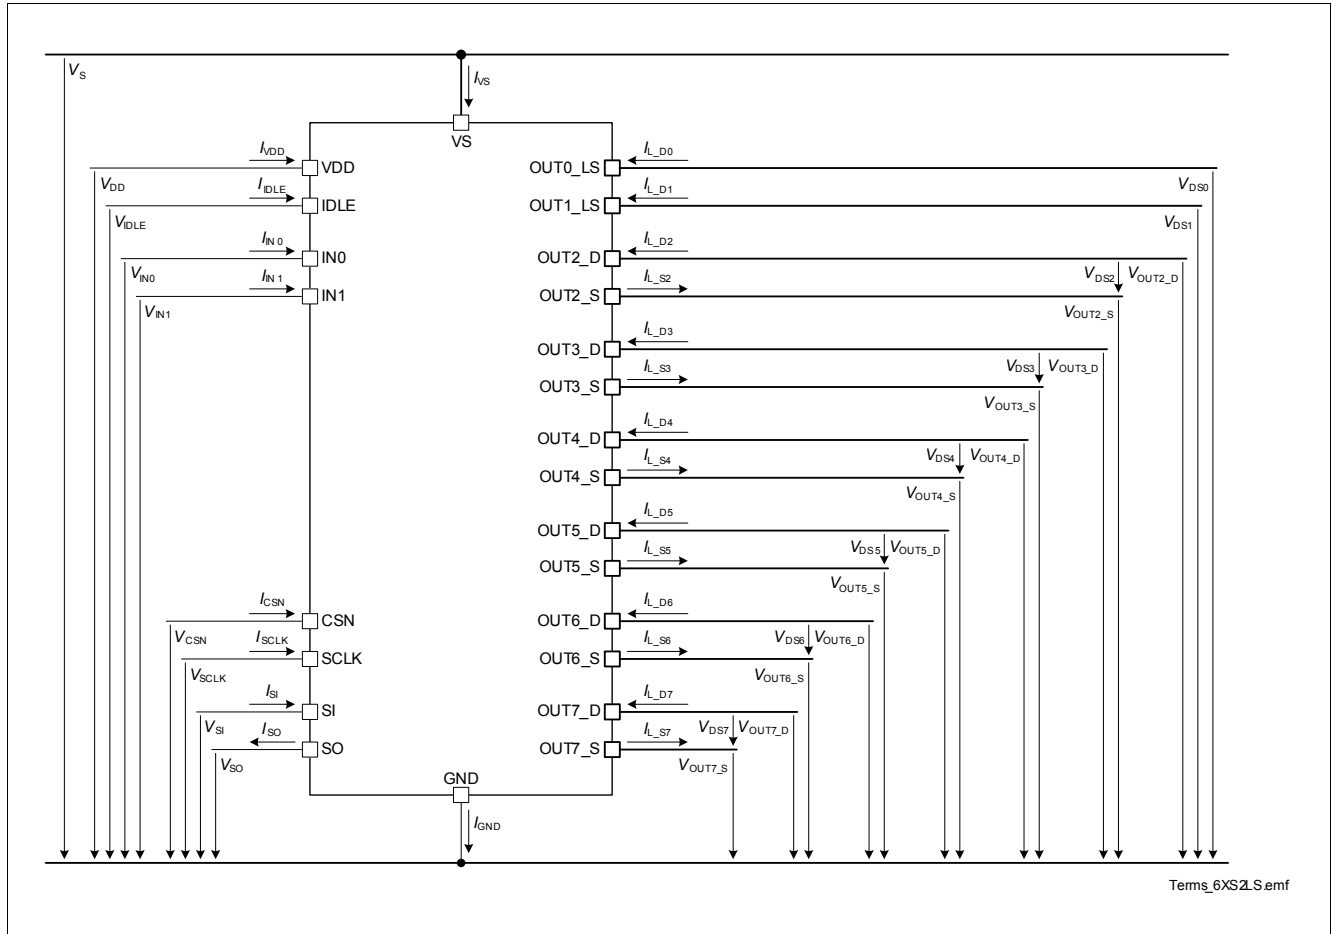 V_S
I_VS
VS
I_VDD
VDD
OUT0_LS
I_L_D0
V_DD
V_DS0
I_IDLE
IDLE
OUT1_LS
I_L_D1
V_IDLE
V_DS1
I_IN 0
IN0
OUT2_D
I_L_D2
V_IN0
V_DS2
V_OUT2_D
I_IN 1
IN1
OUT2_S
I_L_S2
V_IN1
V_OUT2_S
OUT3_D
I_L_D3
V_DS3
V_OUT3_D
OUT3_S
I_L_S3
V_OUT3_S
OUT4_D
I_L_D4
V_DS4
V_OUT4_D
OUT4_S
I_L_S4
V_OUT4_S
OUT5_D
I_L_D5
V_DS5
V_OUT5_D
OUT5_S
I_L_S5
V_OUT5_S
I_CSN
CSN
OUT6_D
I_L_D6
V_CSN
V_DS6
V_OUT6_D
I_SCLK
SCLK
OUT6_S
I_L_S6
V_SCLK
V_OUT6_S
I_SI
SI
OUT7_D
I_L_D7
V_SI
V_DS7
V_OUT7_D
I_SO
SO
OUT7_S
I_L_S7
V_SO
V_OUT7_S
GND
I_GND
Terms_6XS2LS.emf